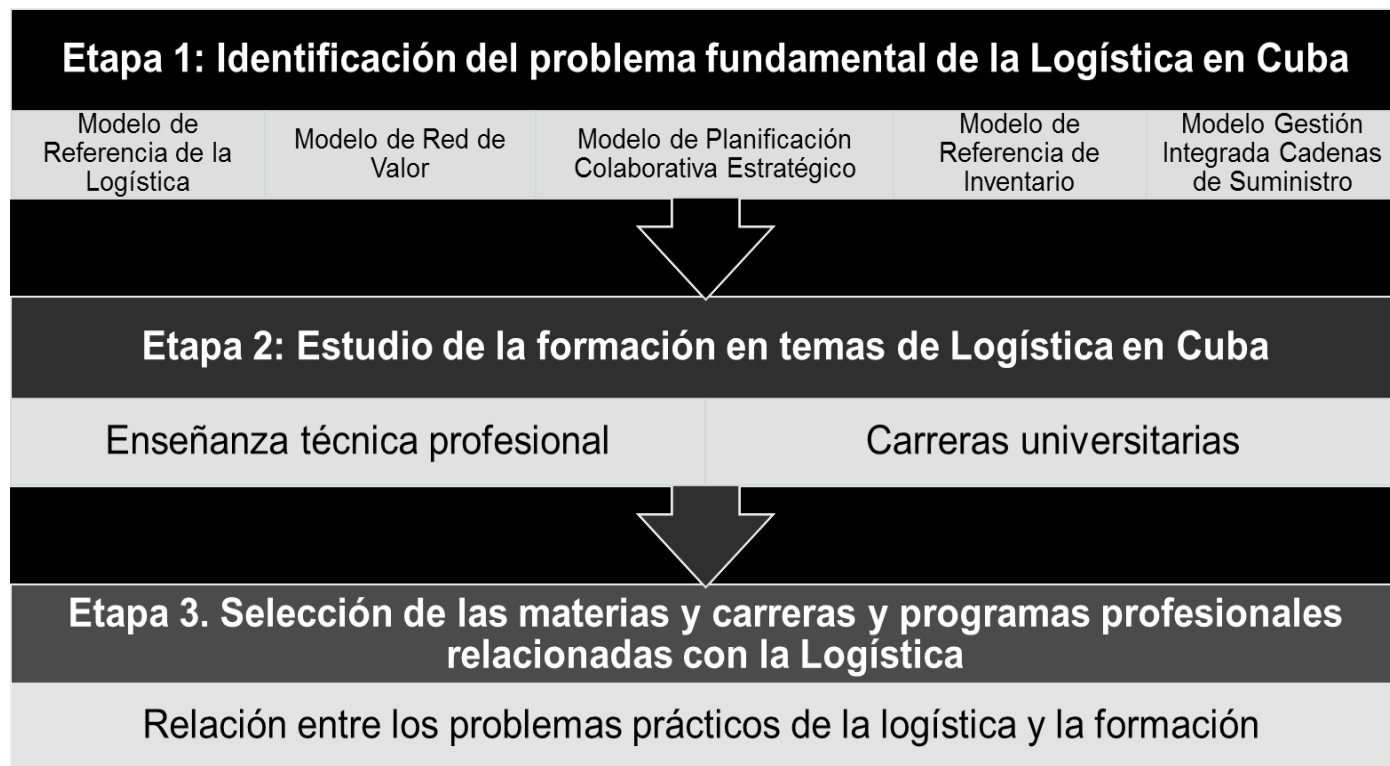 Etapa 1: Identificación del problema fundamental de la Logística en Cuba
Modelo de
Referencia de la
Logística
Modelo de Red de
Valor
Modelo de Planificación
Colaborativa Estratégico
Modelo de
Referencia de
Inventario
Modelo Gestión
Integrada Cadenas
de Suministro
Etapa 2: Estudio de la formación en temas de Logística en Cuba
Enseñanza técnica profesional
Carreras universitarias
Etapa 3. Selección de las materias y carreras y programas profesionales
relacionadas con la Logística
Relación entre los problemas prácticos de la logística y la formación